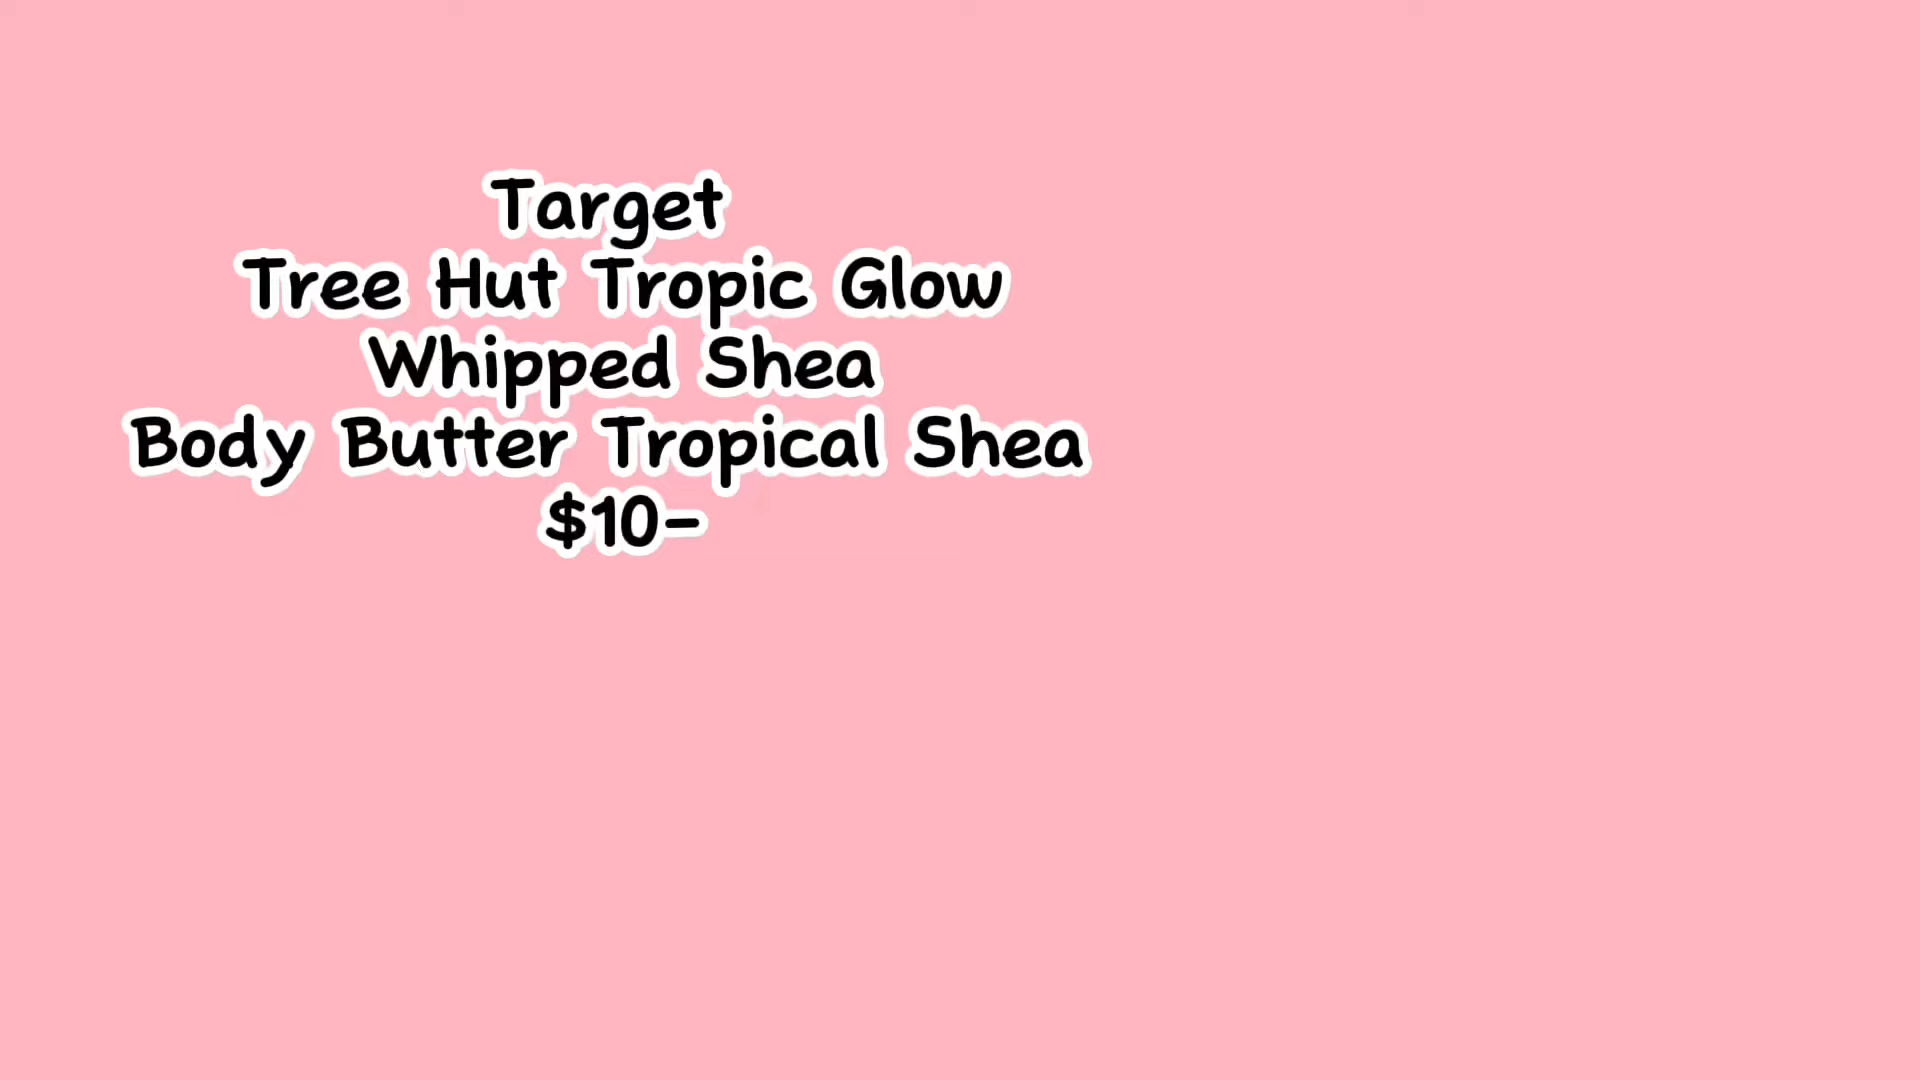 Target
Tree Hut Tropic Glow
Whipped Shea
Body Butter Tropical Shea
$10-